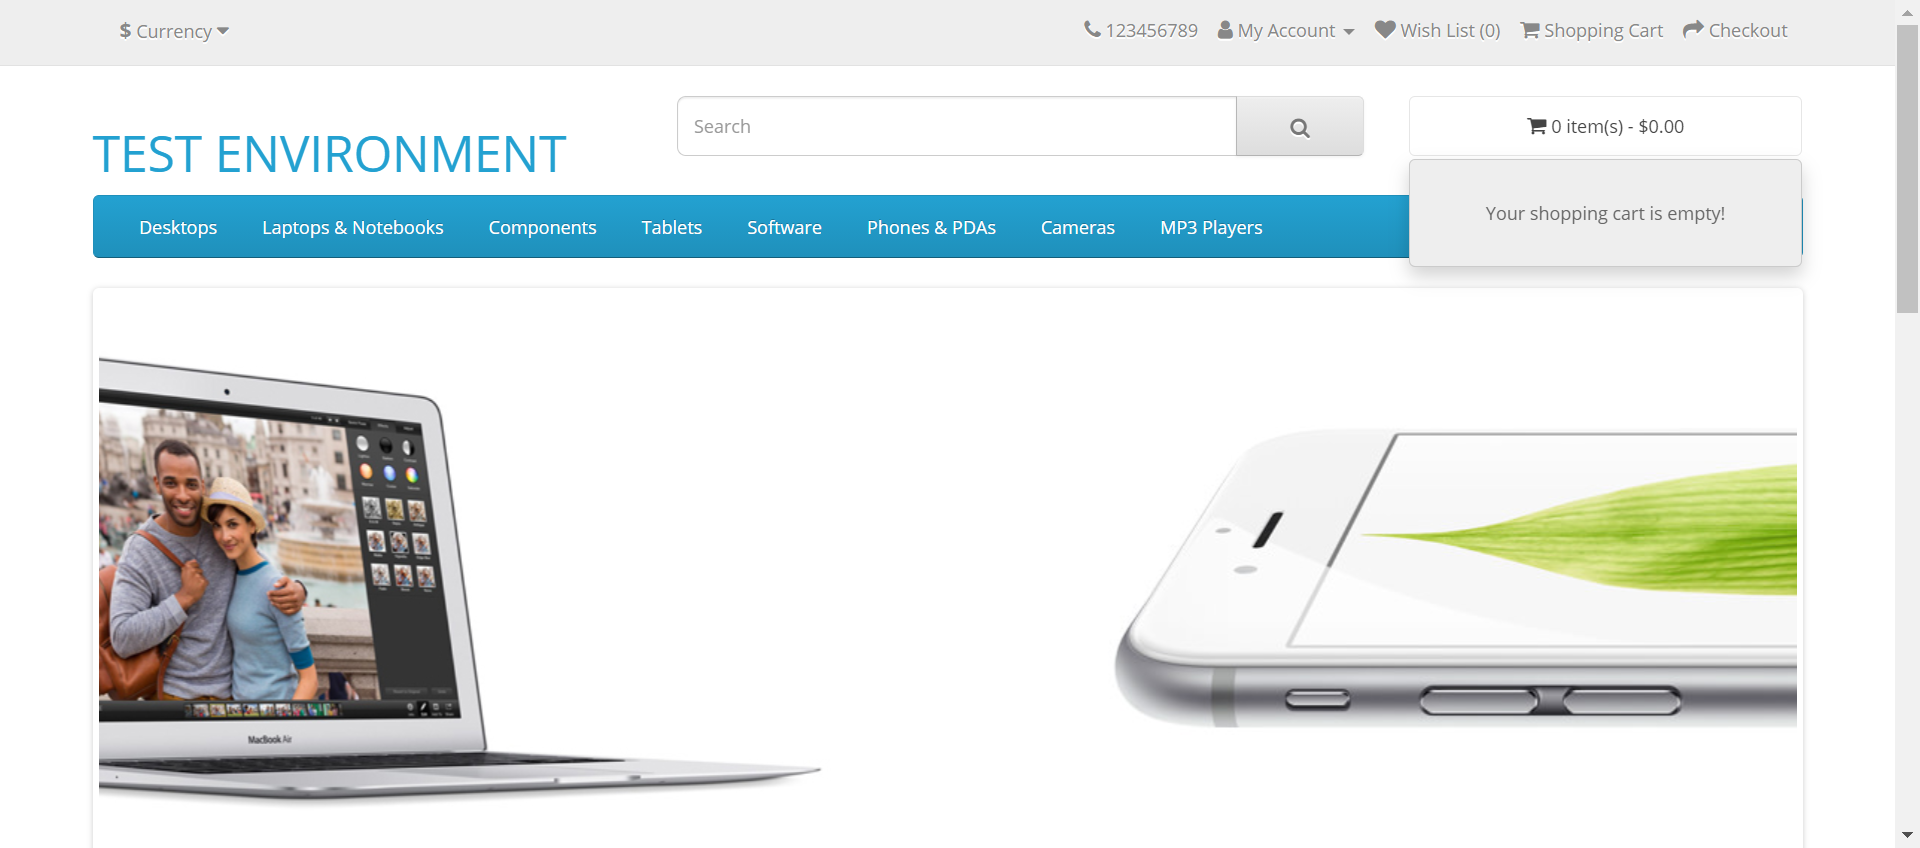 $ Currency
123456789 My Account Wish List (0) Shopping Cart Checkout
TEST ENVIRONMENT
Search
0 item(s) - $0.00
Your shopping cart is empty!
Desktops Laptops & Notebooks Components Tablets Software Phones & PDAs Cameras MP3 Players
MacBook Air